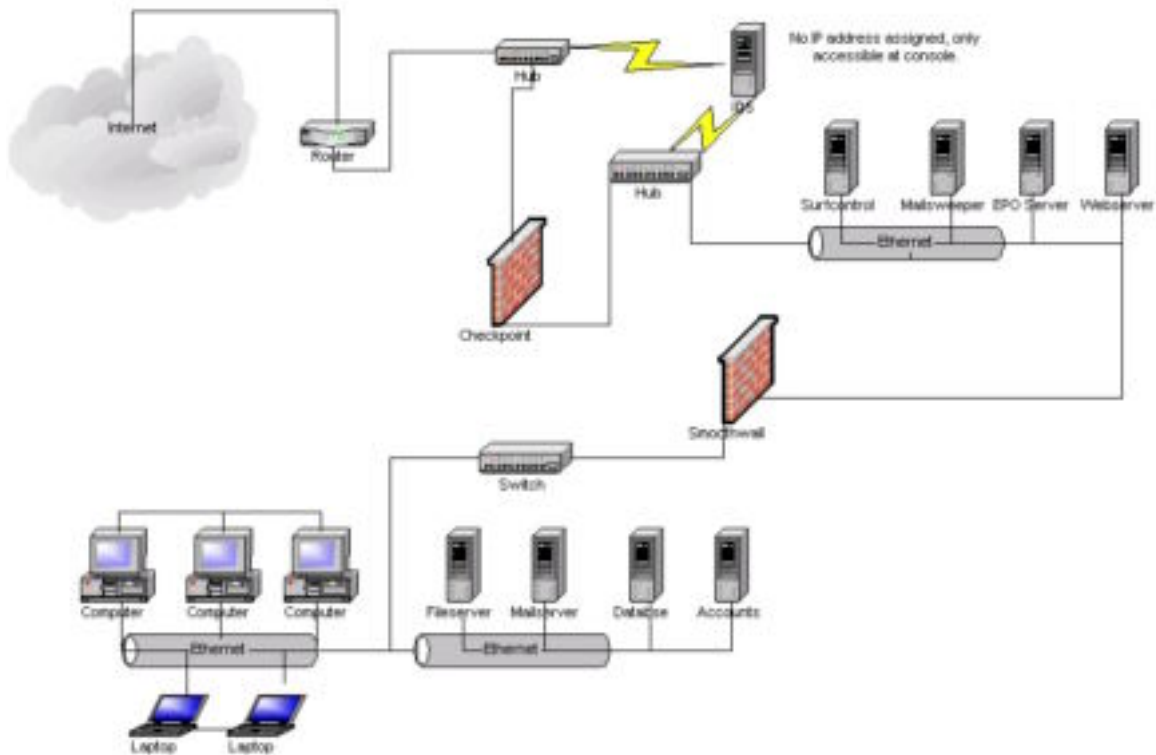 No IP address assigned, only
accessible at console.
Hub
IDS
Internet
Router
Hub
Surfcontrol
Mailsweeper
EPO Server
Webserver
Ethernet
Checkpoint
Smoothwall
Switch
Computer
Computer
Computer
Fileserver
Mailserver
Databse
Accounts
Ethernet
Ethernet
Laptop
Laptop